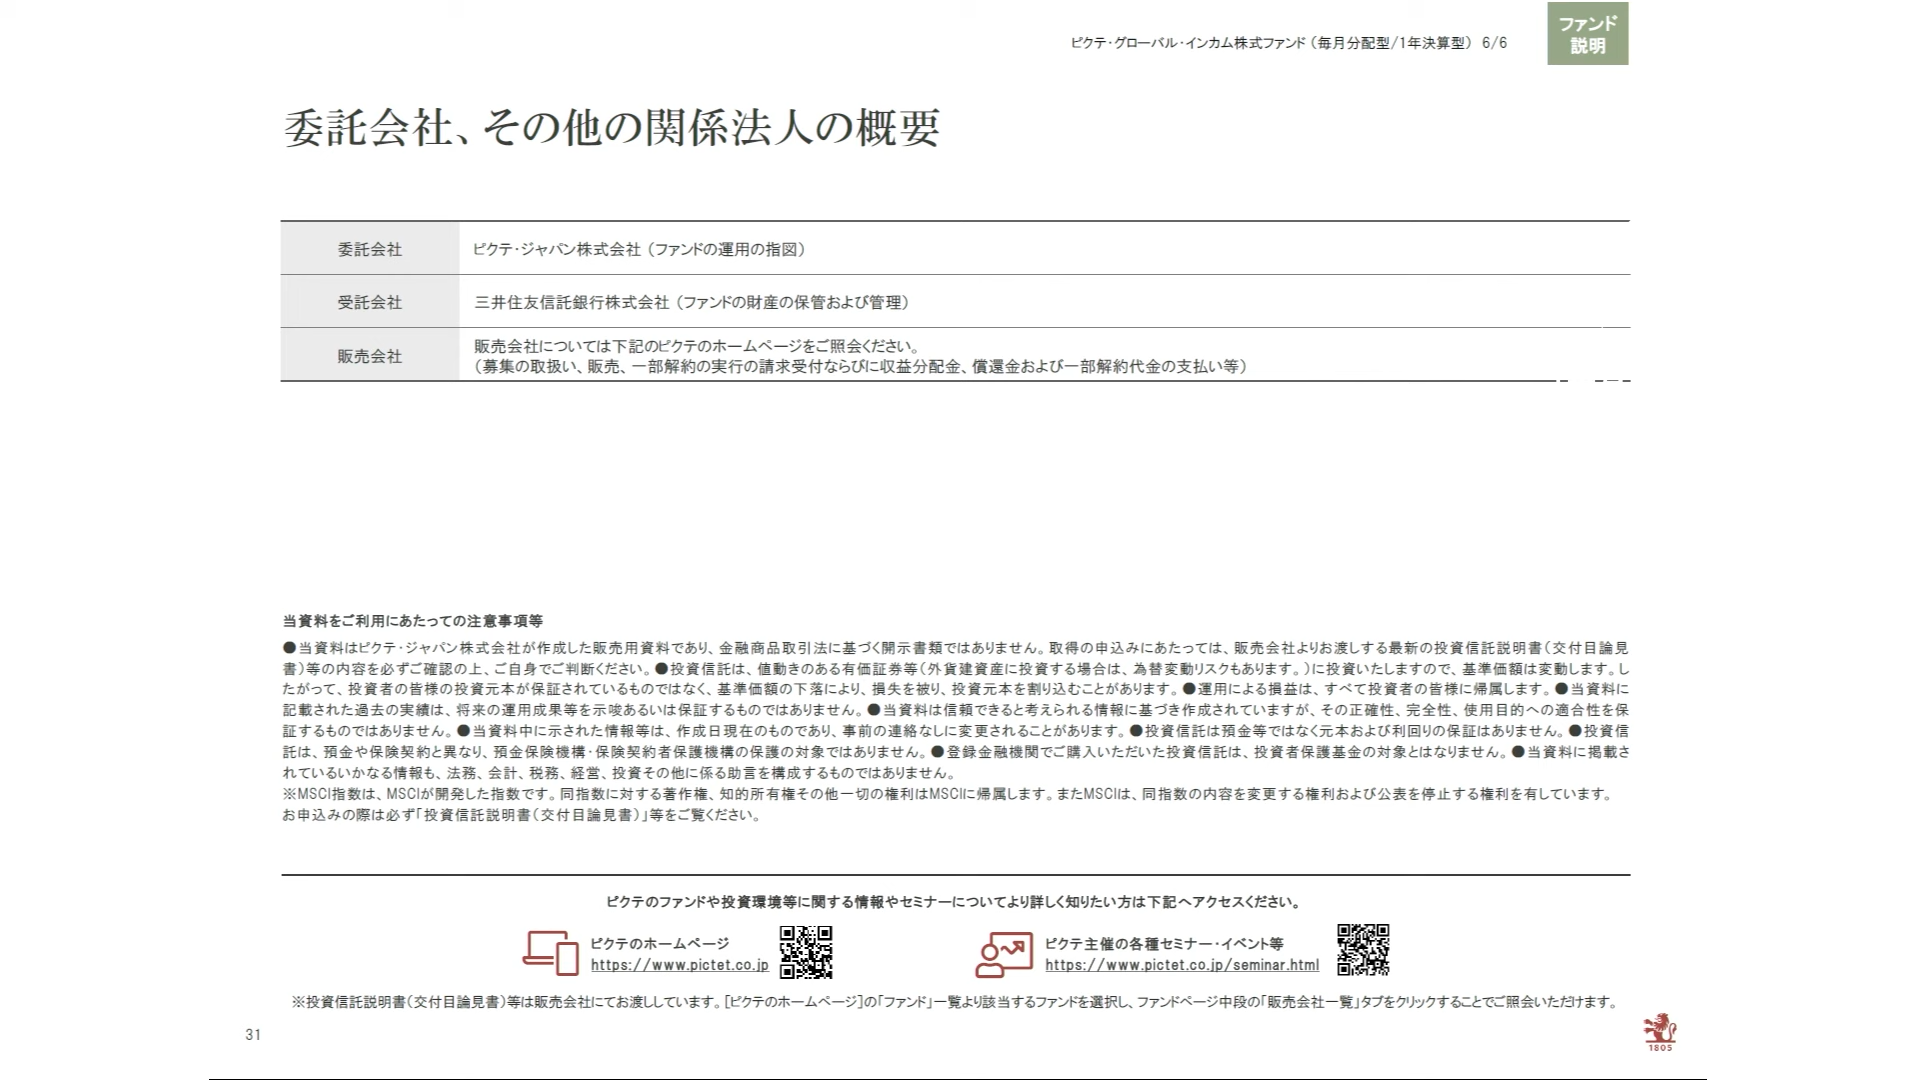 ピクテ･グローバル･インカム株式ファンド（毎月分配型/1年決算型） 6/6
ファンド
説明
委託会社、その他の関係法人の概要
委託会社 ピクテ･ジャパン株式会社（ファンドの運用の指図）
受託会社 三井住友信託銀行株式会社（ファンドの財産の保管および管理）
販売会社 販売会社については下記のピクテのホームページをご照会ください。
（募集の取扱い、販売、一部解約の実行の請求受付ならびに収益分配金、償還金および一部解約代金の支払い等）
当資料をご利用にあたっての注意事項等
●当資料はピクテ･ジャパン株式会社が作成した販売用資料であり、金融商品取引法に基づく開示書類ではありません。取得の申込みにあたっては、販売会社よりお渡しする最新の投資信託説明書（交付目論見
書）等の内容を必ずご確認の上、ご自身でご判断ください。●投資信託は、値動きのある有価証券等（外貨建資産に投資する場合は、為替変動リスクもあります。）に投資いたしますので、基準価額は変動します。し
たがって、投資者の皆様の投資元本が保証されているものではなく、基準価額の下落により、損失を被り、投資元本を割り込むことがあります。●運用による損益は、すべて投資者の皆様に帰属します。●当資料に
記載された過去の実績は、将来の運用成果等を示唆あるいは保証するものではありません。●当資料は信頼できると考えられる情報に基づき作成されていますが、その正確性、完全性、使用目的への適合性を保
証するものではありません。●当資料中に示された情報等は、作成日現在のものであり、事前の連絡なしに変更されることがあります。●投資信託は預金等ではなく元本および利回りの保証はありません。●投資信
託は、預金や保険契約と異なり、預金保険機構･保険契約者保護機構の保護の対象ではありません。●登録金融機関でご購入いただいた投資信託は、投資者保護基金の対象とはなりません。●当資料に掲載さ
れているいかなる情報も、法務、会計、税務、経営、投資その他に係る助言を構成するものではありません。
※MSCI指数は、MSCIが開発した指数です。同指数に対する著作権、知的所有権その他一切の権利はMSCIに帰属します。またMSCIは、同指数の内容を変更する権利および公表を停止する権利を有しています。
お申込みの際は必ず「投資信託説明書（交付目論見書）」等をご覧ください。
ピクテのファンドや投資環境等に関する情報やセミナーについてより詳しく知りたい方は下記へアクセスください。
ピクテのホームページ
https://www.pictet.co.jp
ピクテ主催の各種セミナー･イベント等
https://www.pictet.co.jp/seminar.html
※投資信託説明書（交付目論見書）等は販売会社にてお渡ししています。［ピクテのホームページ］の「ファンド」一覧より該当するファンドを選択し、ファンドページ中段の「販売会社一覧」タブをクリックすることでご照会いただけます。
31
1805